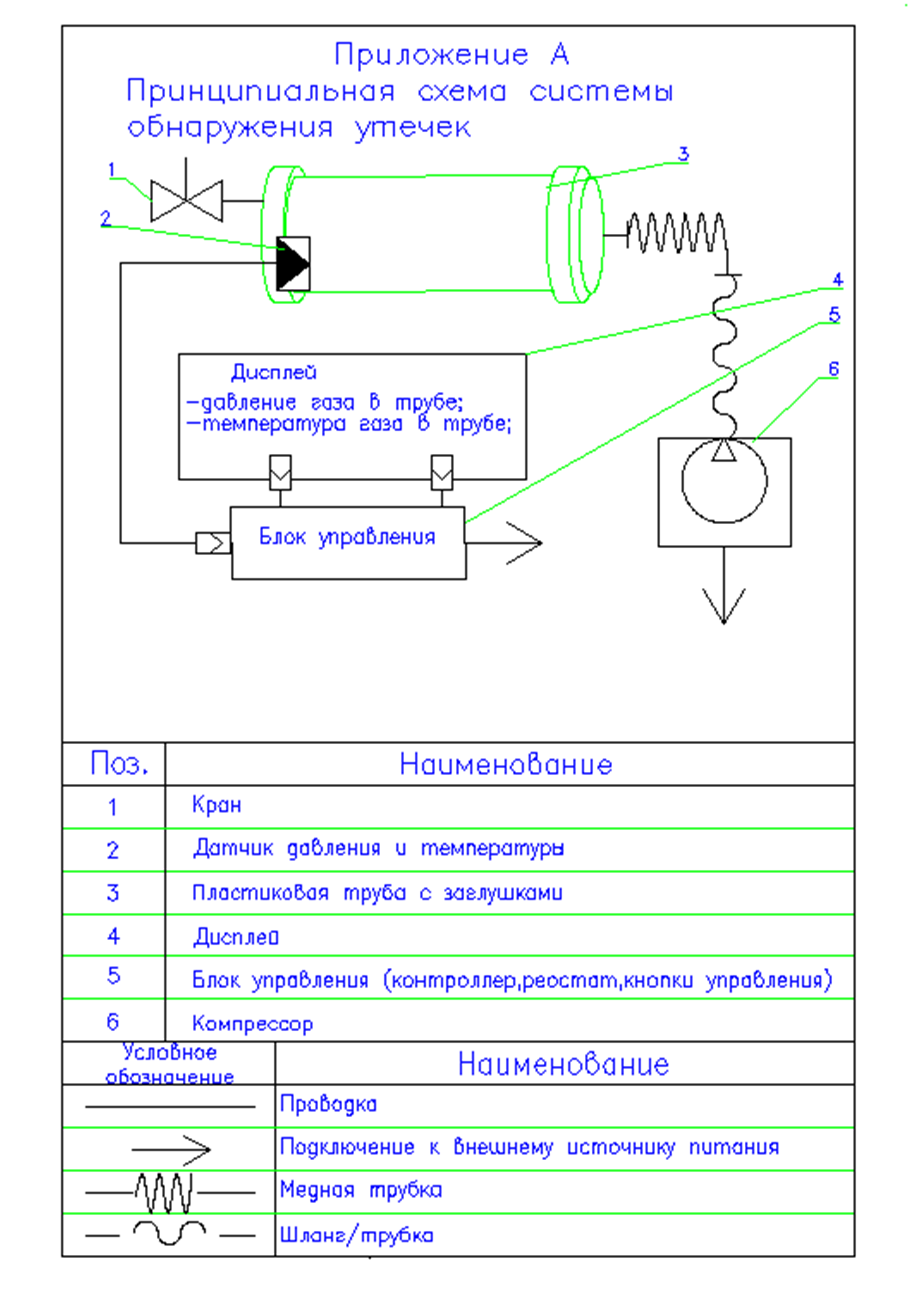 Приложение А
Принципиальная схема системы
обнаружения утечек
1
3
2
4
5
6
Дисплей
–давление газа в трубе;
–температура газа в трубе;
Блок управления
Поз. Наименование
1 Кран
2 Датчик давления и температуры
3 Пластиковая труба с заглушками
4 Дисплей
5 Блок управления (контроллер,реостат,кнопки управления)
6 Компрессор
Условное
обозначение
Наименование
Проводка
Подключение к внешнему источнику питания
Медная трубка
Шланг/трубка